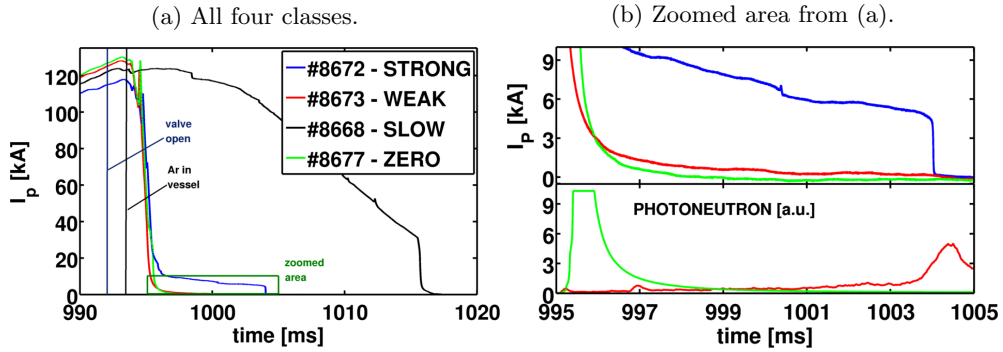 (a) All four classes.
120
100
80
60
40
20
0
I_p [kA]
valve
open
Ar in
vessel
#8672 - STRONG
#8673 - WEAK
#8668 - SLOW
#8677 - ZERO
zoomed
area
990
1000
1010
1020
time [ms]
(b) Zoomed area from (a).
9
6
3
0
I_p [kA]
PHOTONEUTRON [a.u.]
9
6
3
0
995
997
999
1001
1003
1005
time [ms]